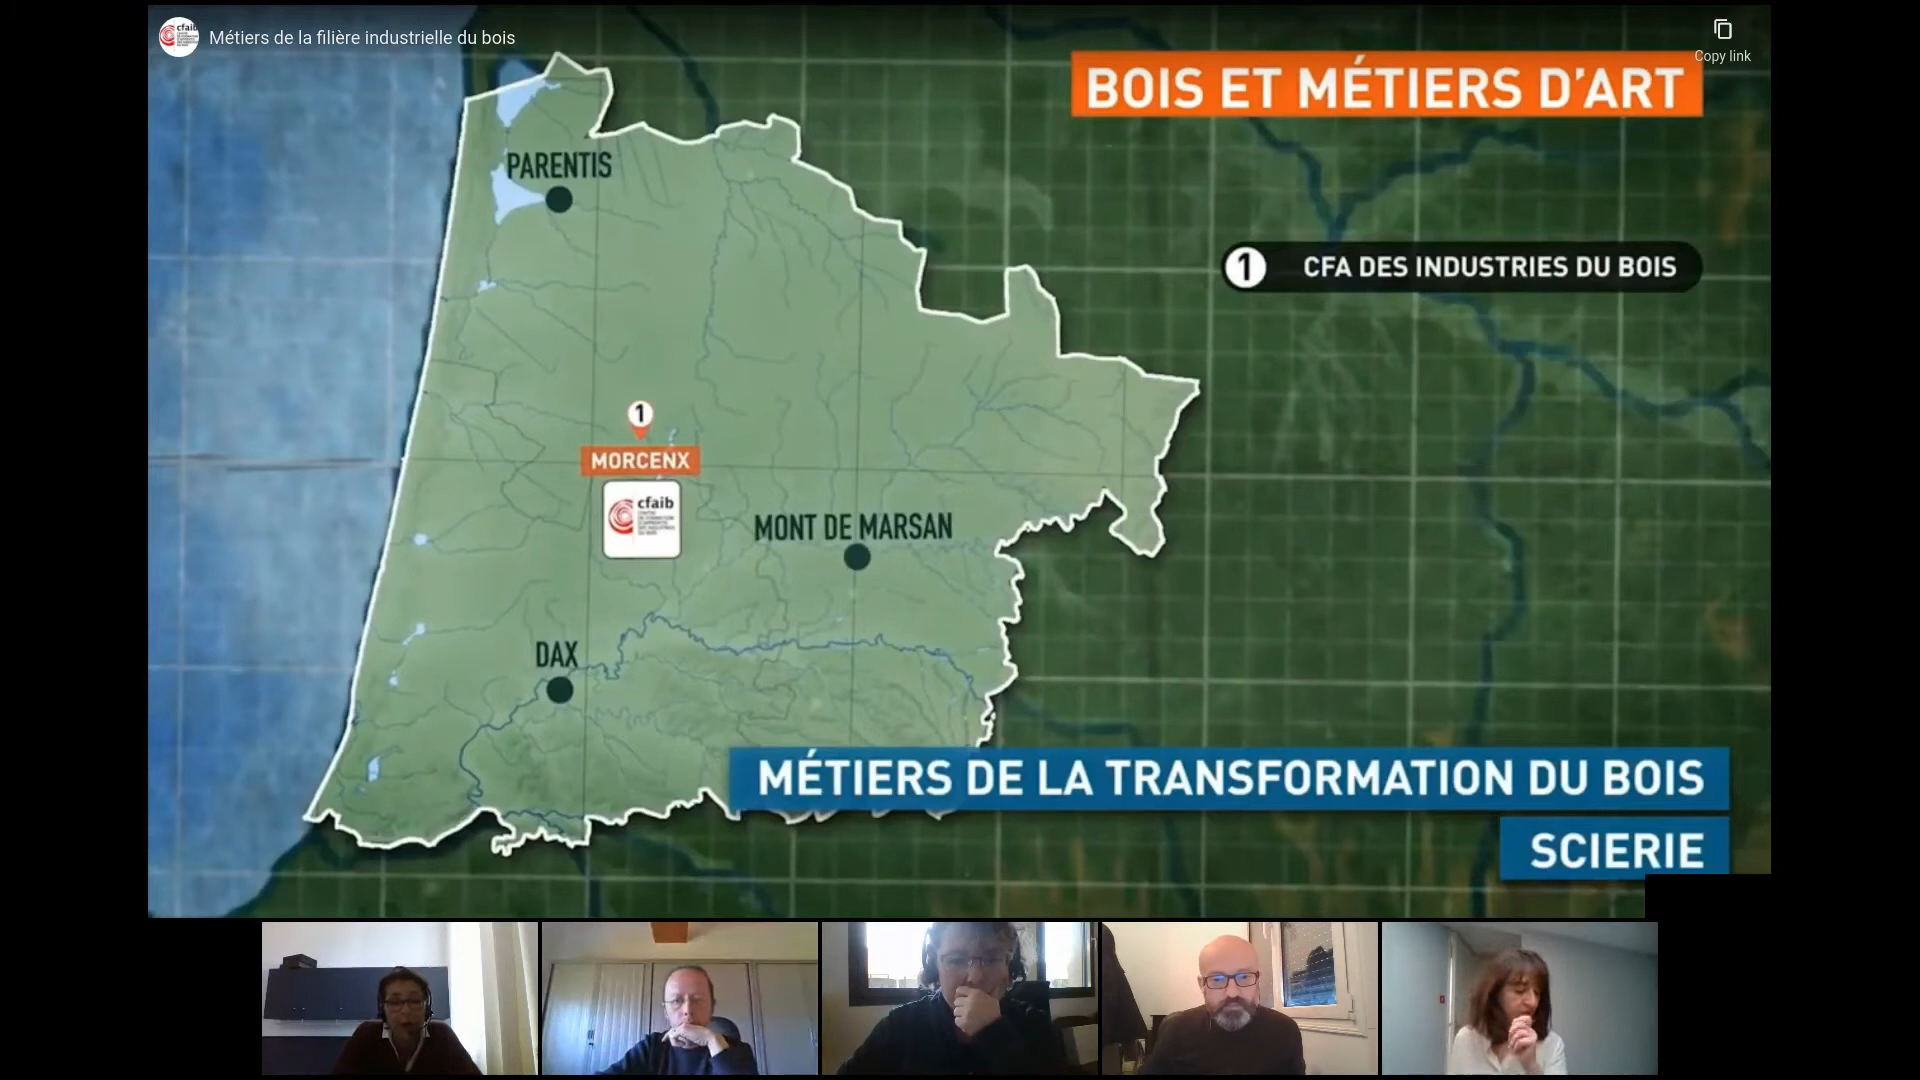 cfaib
Métiers de la filière industrielle du bois
Copy link
BOIS ET MÉTIERS D'ART
PARENTIS
1 CFA DES INDUSTRIES DU BOIS
1
MORCENX
cfaib
MONT DE MARSAN
DAX
MÉTIERS DE LA TRANSFORMATION DU BOIS
SCIERIE